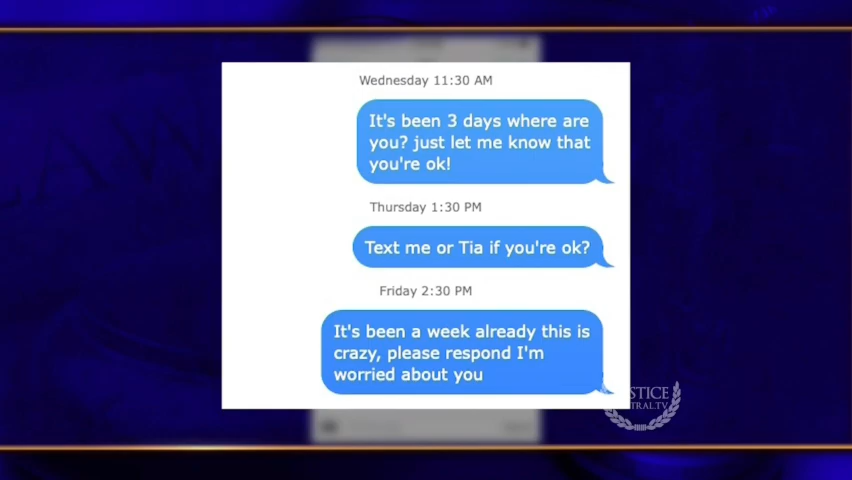 Wednesday 11:30 AM
It's been 3 days where are
you? just let me know that
you're ok!
Thursday 1:30 PM
Text me or Tia if you're ok?
Friday 2:30 PM
It's been a week already this is
crazy, please respond I'm
worried about you